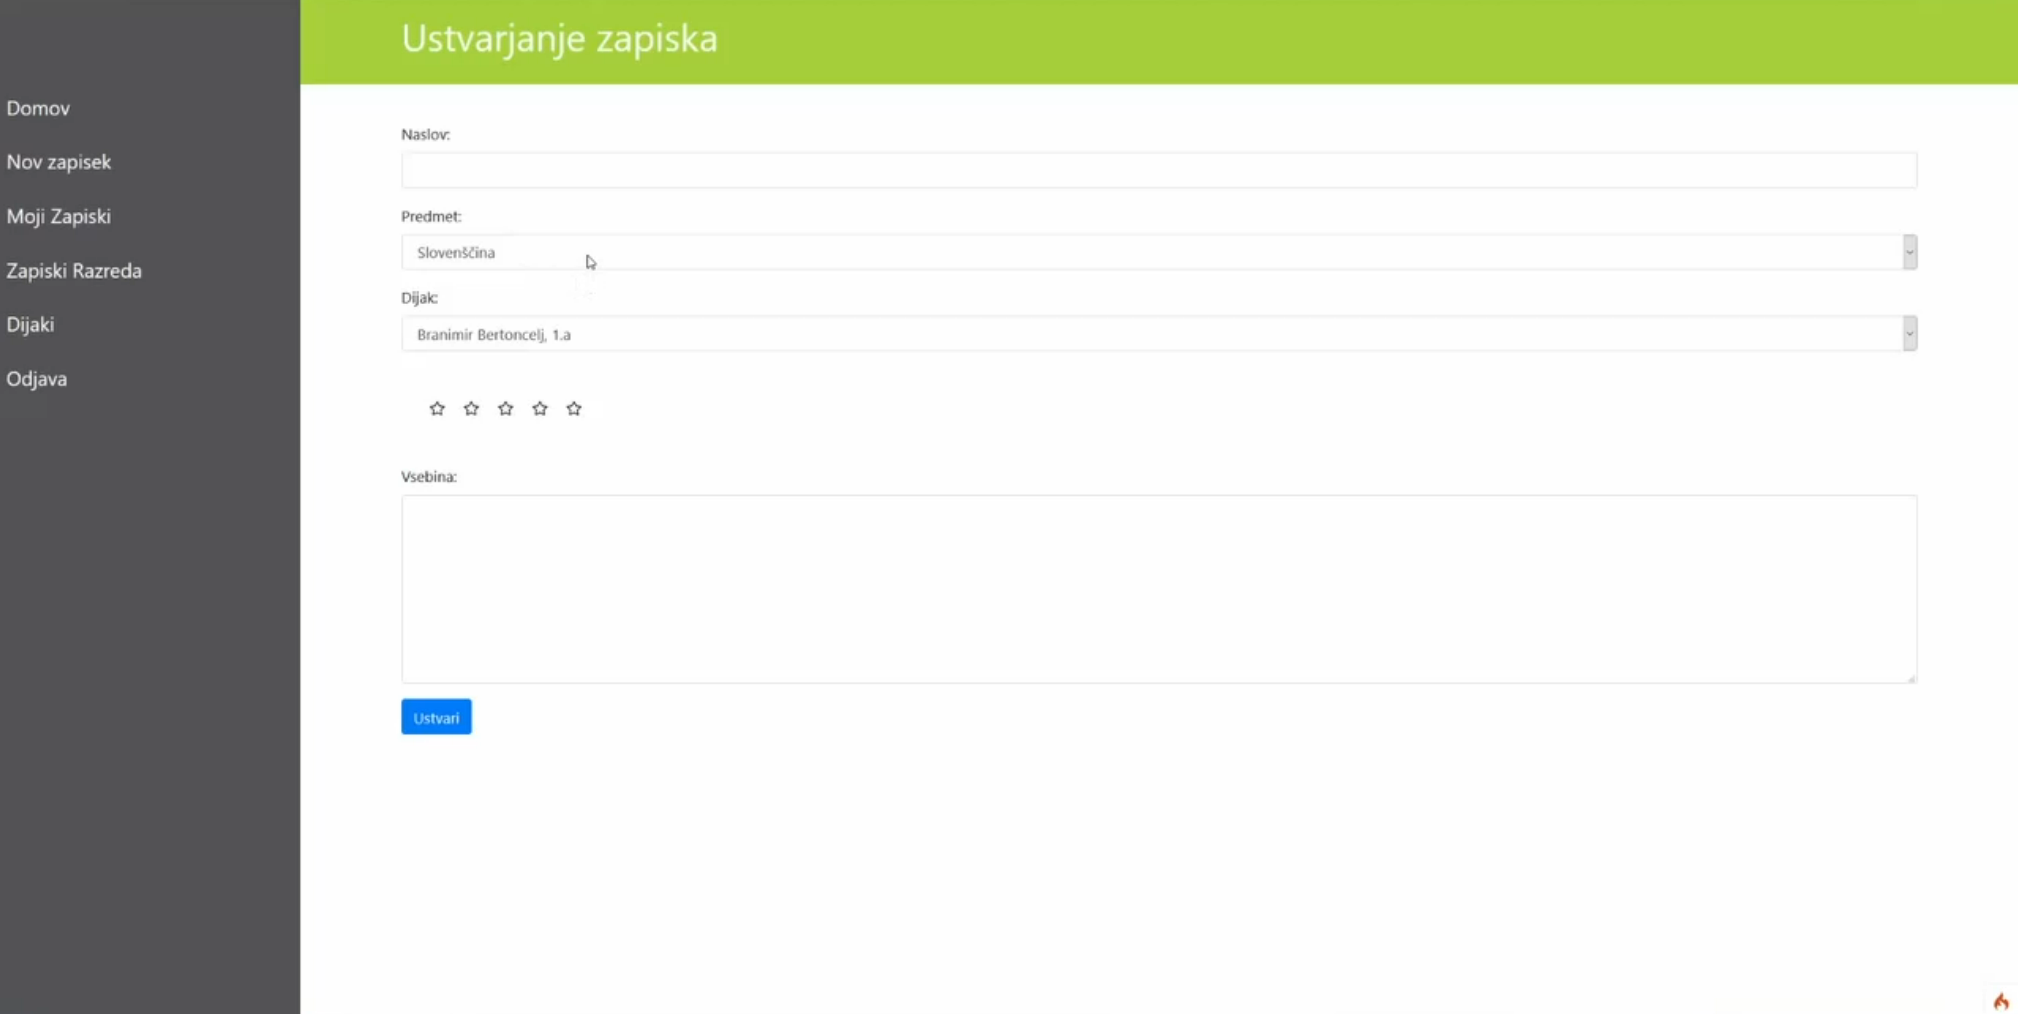 Ustvarjanje zapiska
Domov
Nov zapisek
Moji Zapiski
Zapiski Razreda
Dijaki
Odjava
Naslov:
Predmet:
Slovenščina
Dijak:
Branimir Bertoncelj, 1.a
Vsebina:
Ustvari